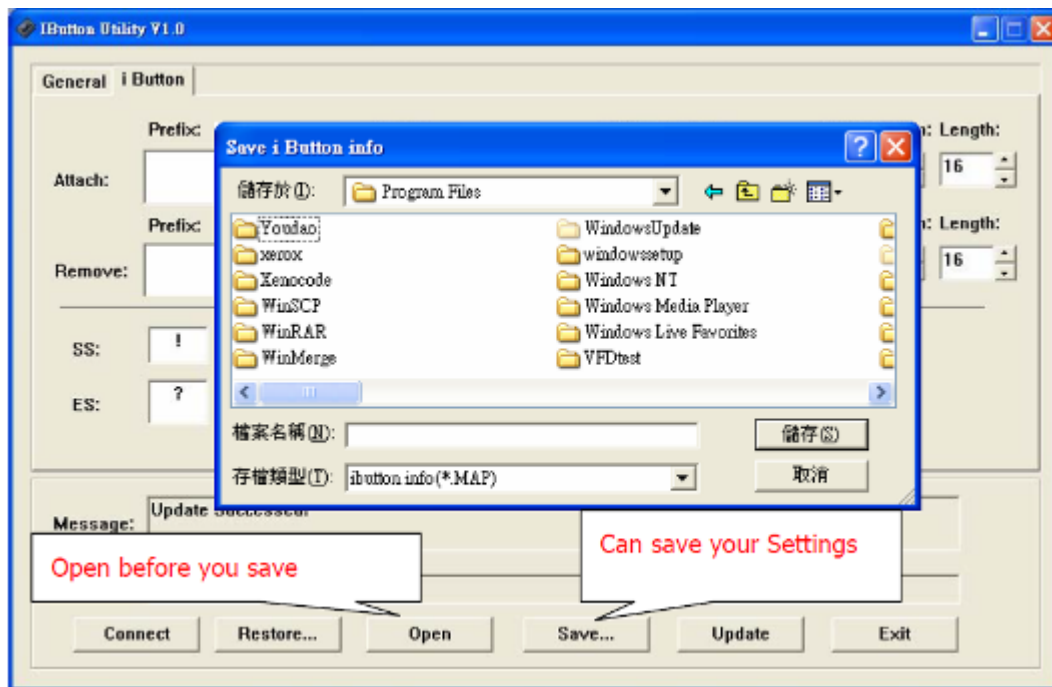 IButton Utility V1.0
General
i Button
Prefix:
Length:
Attach:
16
Prefix:
Length:
Remove:
16
SS:
!
ES:
?
Save i Button info
儲存於(I):
Program Files
Youdao
xerox
Xenocode
WinSCP
WinRAR
WinMerge
WindowsUpdate
windowssetup
Windows NT
Windows Media Player
Windows Live Favorites
VFDtest
檔案名稱(N):
儲存(S)
存檔類型(T):
ibutton info(*.MAP)
取消
Message:
Update
Open before you save
Can save your Settings
Connect
Restore...
Open
Save...
Update
Exit